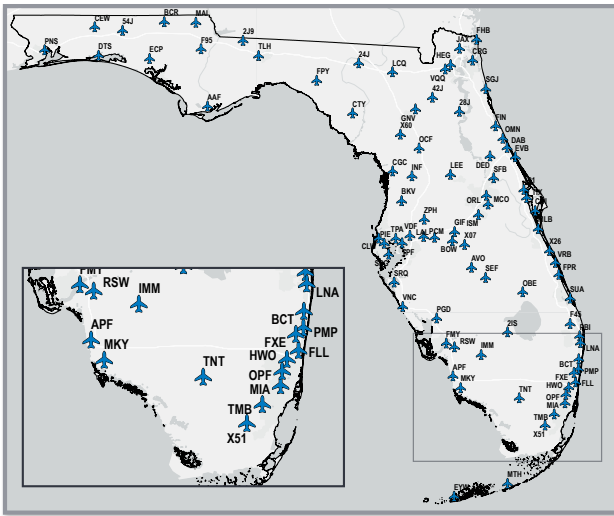 BCR MAI
CEW 54J
2J9
FHB
PNS
DTS
ECP
F95
TLH
24J
JAX
HEG CRG
LCQ
VQQ
FPY
42J
SGJ
AAF
CTY
GNV
28J
X60
FIN
OMN
OCF
DAB
EVB
DED
CGC
INF
LEE
SFB
BKV
ORL MCO
ZPH
ISM
GIF
VDF
TPA
PIE
LAL PCM
X07
BOW
X26
AVO
VRB
SEF
FPR
SRQ
OBE
SUA
VNC
PGD
2IS
F45
PBI
FMY
RSW
IMM
LNA
BCT
APF
MKY
PMP
FXE
TNT
HWO
FLL
OPF
MIA
TMB
X51
MTH
EYW
FMY
RSW
IMM
LNA
APF
BCT
PMP
MKY
FXE
HWO
FLL
TNT
OPF
MIA
TMB
X51